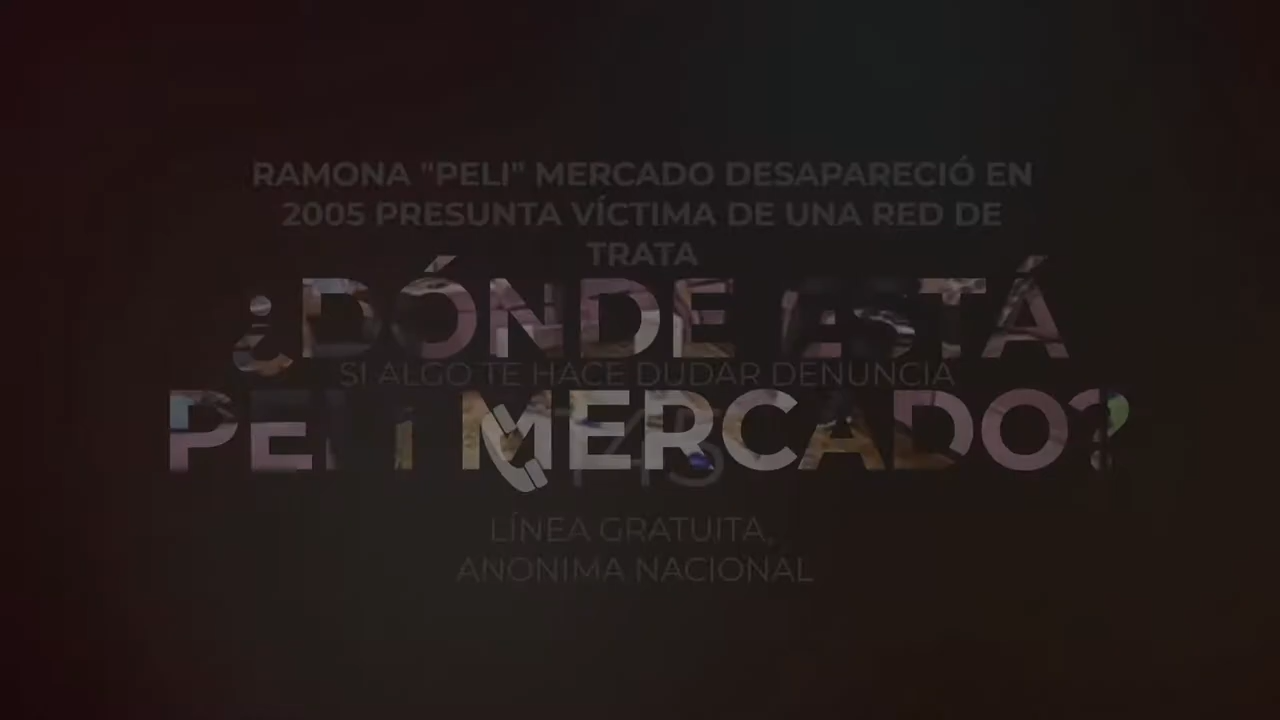 RAMONA "PELI" MERCADO DESAPARECIÓ EN
2005 PRESUNTA VÍCTIMA DE UNA RED DE
TRATA
¿DÓNDE ESTÁ
SI ALGO TE HACE DUDAR DENUNCIA
PELI MERCADO?
145
LÍNEA GRATUITA,
ANONIMA NACIONAL